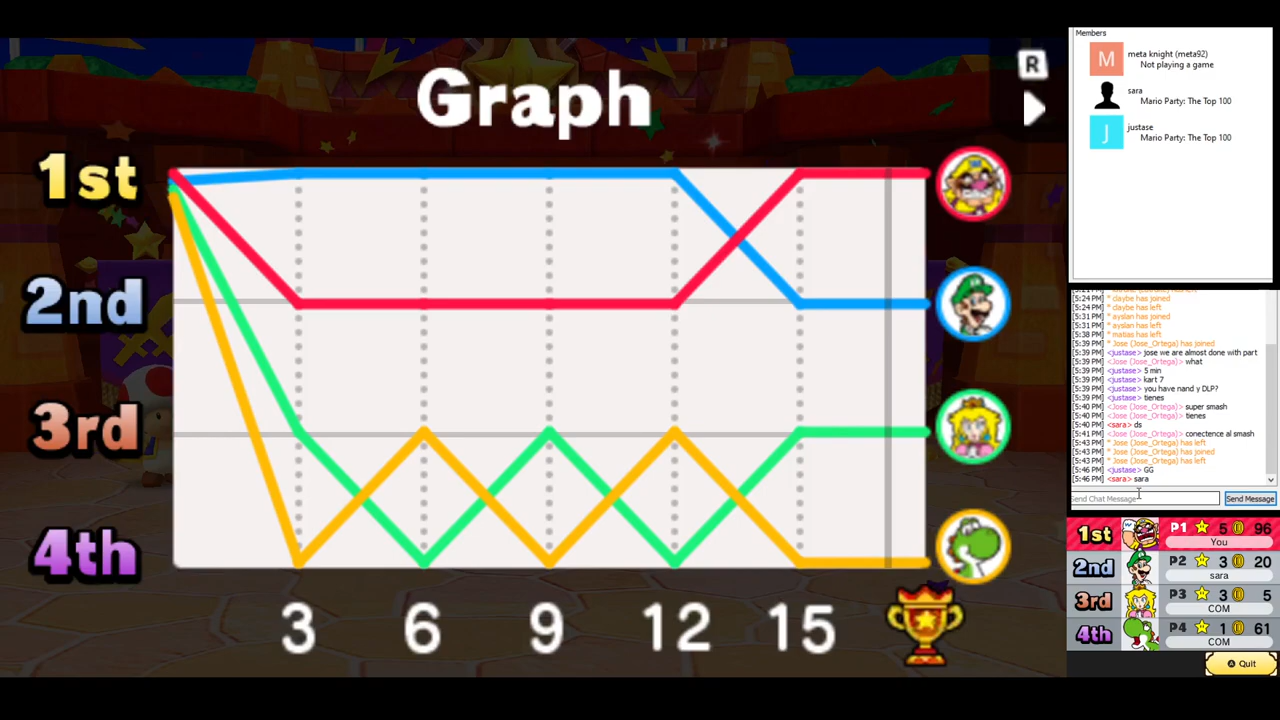 Graph
R
1st
2nd
3rd
4th
3 6 9 12 15
Members
M
meta knight (meta92)
Not playing a game
sara
Mario Party: The Top 100
J
justase
Mario Party: The Top 100
[5:24 PM] * claybe has joined
[5:24 PM] * claybe has left
[5:31 PM] * ayslan has joined
[5:31 PM] * ayslan has left
[5:38 PM] * matias has left
[5:39 PM] * Jose (Jose_Ortega) has joined
[5:39 PM] <justase> jose we are almost done with part
[5:39 PM] <Jose (Jose_Ortega)> what
[5:39 PM] <justase> 5 min
[5:39 PM] <justase> kart 7
[5:39 PM] <justase> you have nand y DLP?
[5:39 PM] <justase> tienes
[5:40 PM] <Jose (Jose_Ortega)> super smash
[5:40 PM] <Jose (Jose_Ortega)> tienes
[5:40 PM] <sara> ds
[5:41 PM] <Jose (Jose_Ortega)> conectence al smash
[5:43 PM] * Jose (Jose_Ortega) has left
[5:43 PM] * Jose (Jose_Ortega) has joined
[5:43 PM] * Jose (Jose_Ortega) has left
[5:46 PM] <justase> GG
[5:46 PM] <sara> sara
Send Chat Message
Send Message
1st P1 5 96
You
2nd P2 3 20
sara
3rd P3 3 5
COM
4th P4 1 61
COM
A Quit